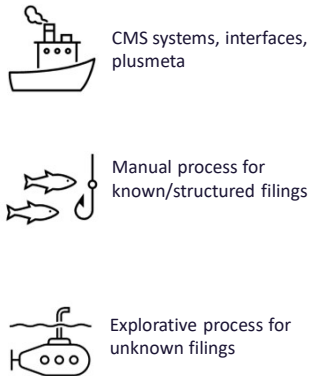 CMS systems, interfaces,
plusmeta
Manual process for
known/structured filings
Explorative process for
unknown filings